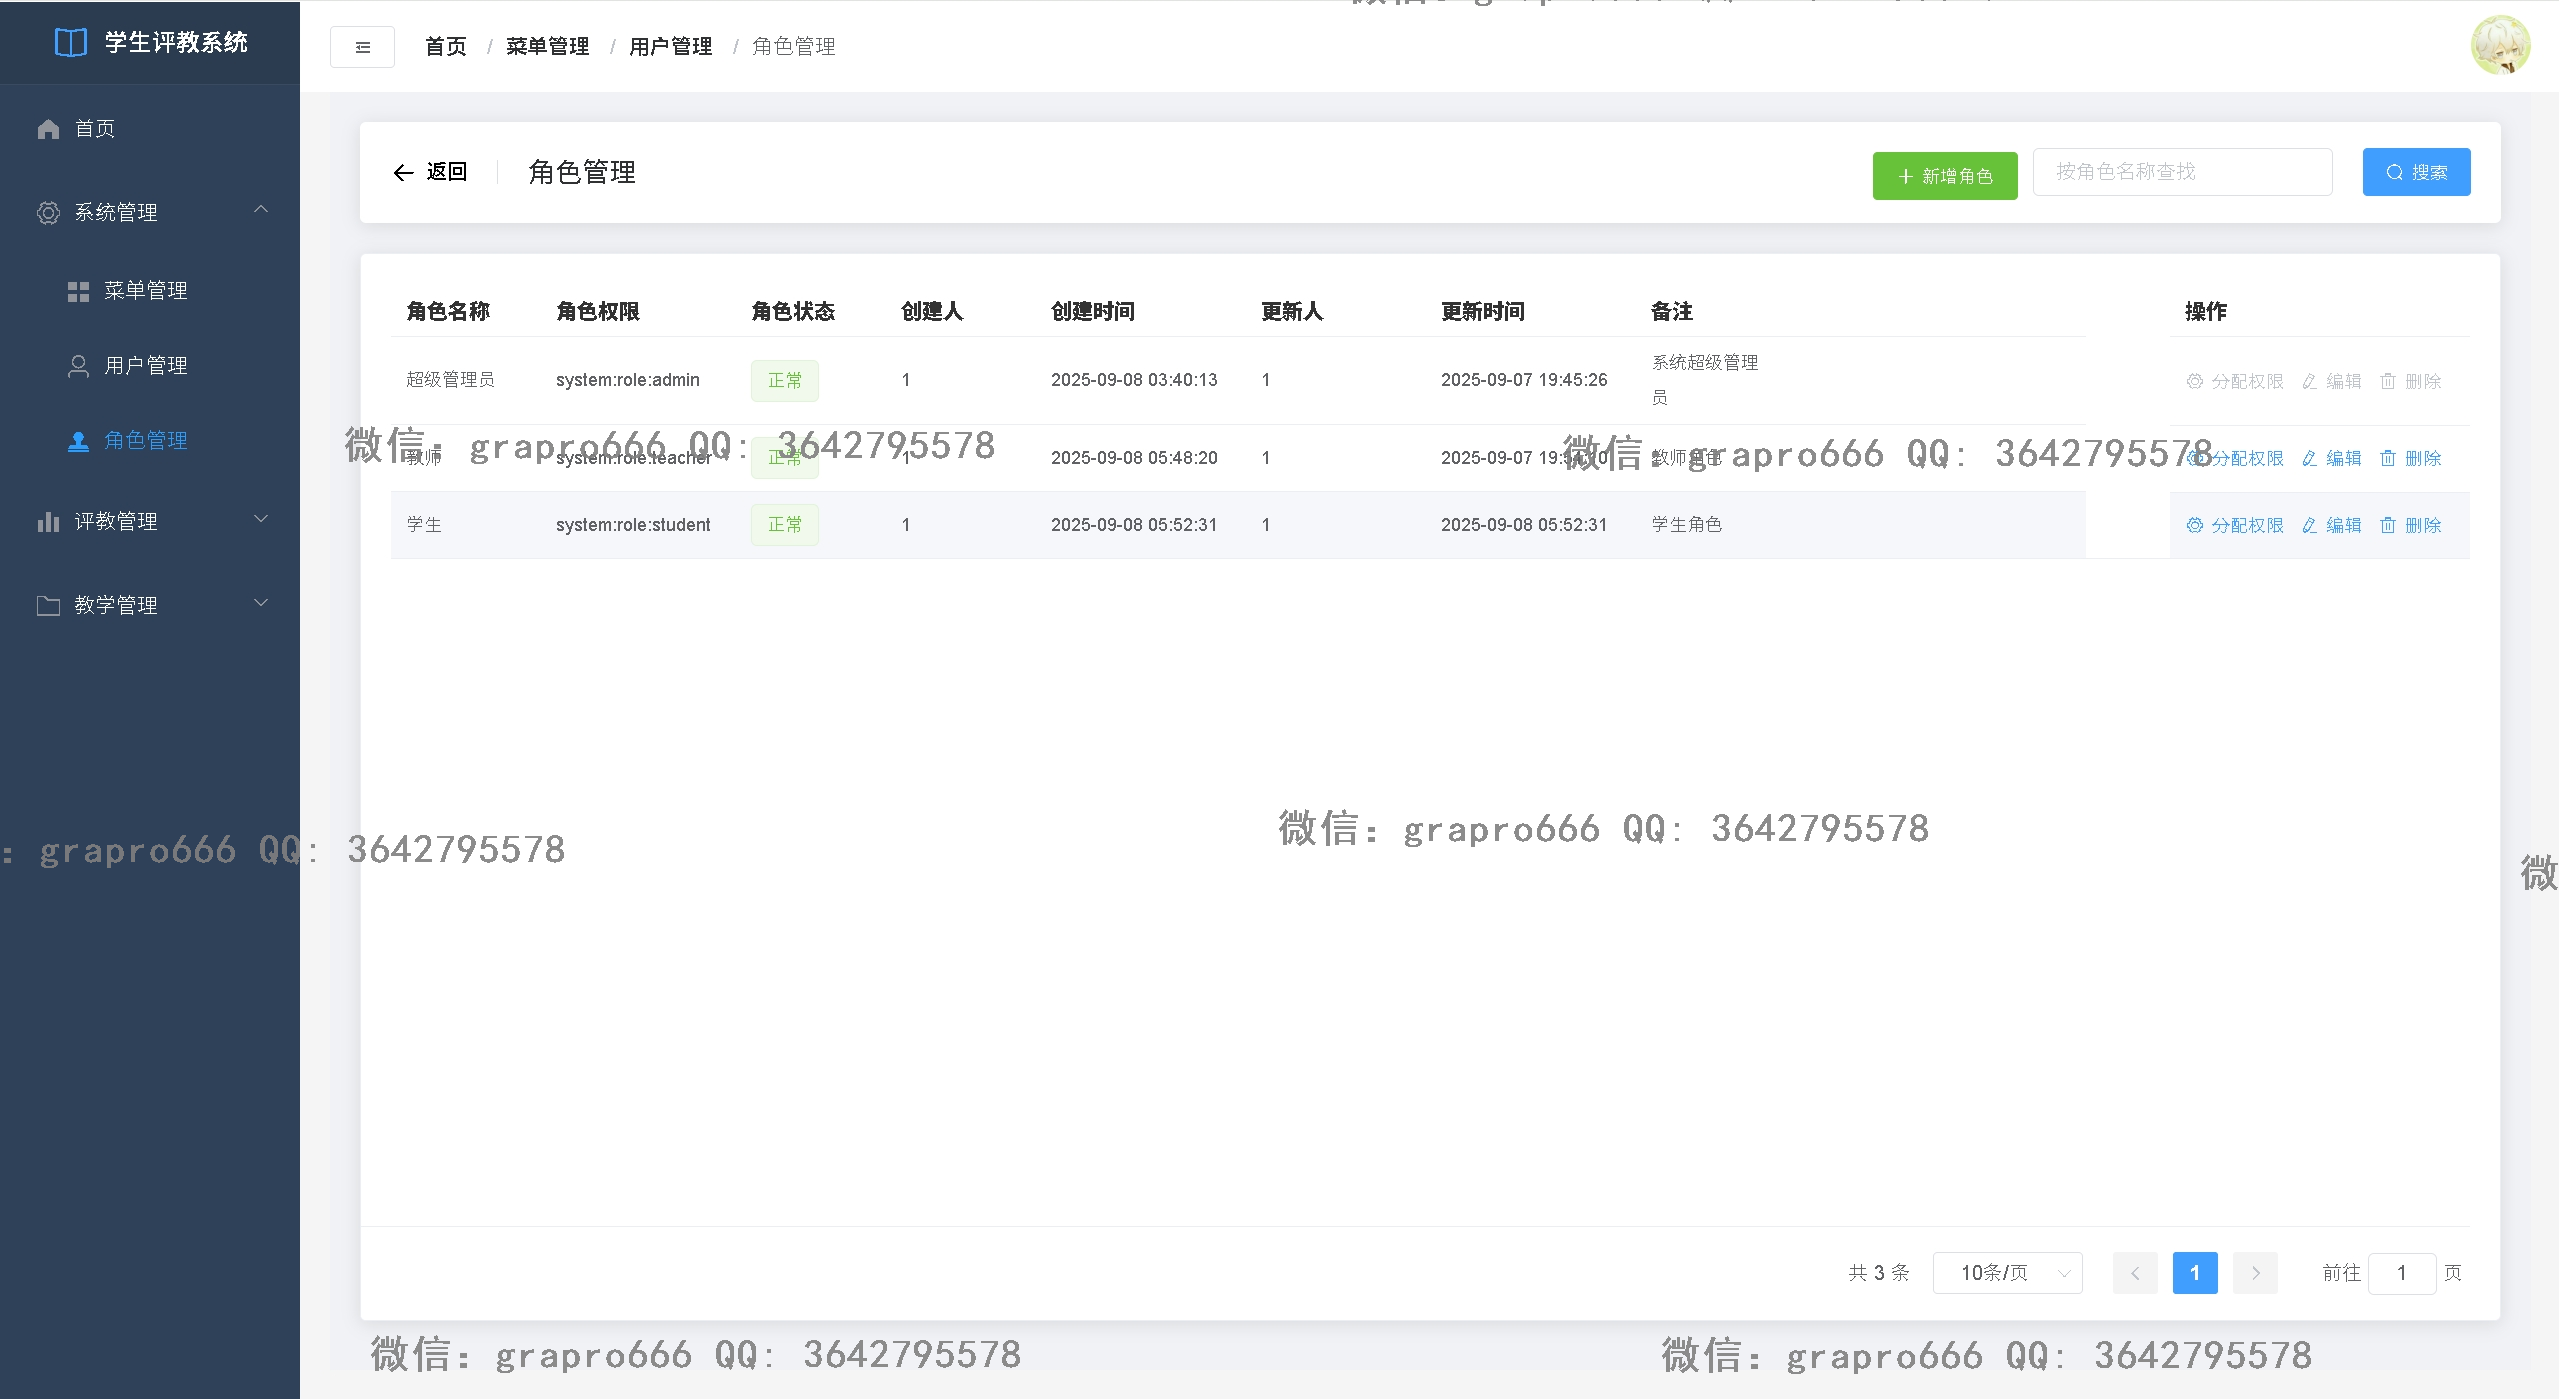 学生评教系统
首页 / 菜单管理 / 用户管理 / 角色管理
首页
系统管理
菜单管理
用户管理
角色管理
评教管理
教学管理
返回 角色管理 新增角色 按角色名称查找 搜索
角色名称 角色权限 角色状态 创建人 创建时间 更新人 更新时间 备注 操作
超级管理员 system:role:admin 正常 1 2025-09-08 03:40:13 1 2025-09-07 19:45:26 系统超级管理员 分配权限 编辑 删除
教师 system:role:teacher 正常 1 2025-09-08 05:48:20 1 2025-09-07 教师角色 分配权限 编辑 删除
微信: grapro666 QQ: 3642795578
微信: grapro666 QQ: 3642795578
学生 system:role:student 正常 1 2025-09-08 05:52:31 1 2025-09-08 05:52:31 学生角色 分配权限 编辑 删除
微信: grapro666 QQ: 3642795578
: grapro666 QQ: 3642795578
微
共 3 条 10条/页 1 前往 1 页
微信: grapro666 QQ: 3642795578
微信: grapro666 QQ: 3642795578